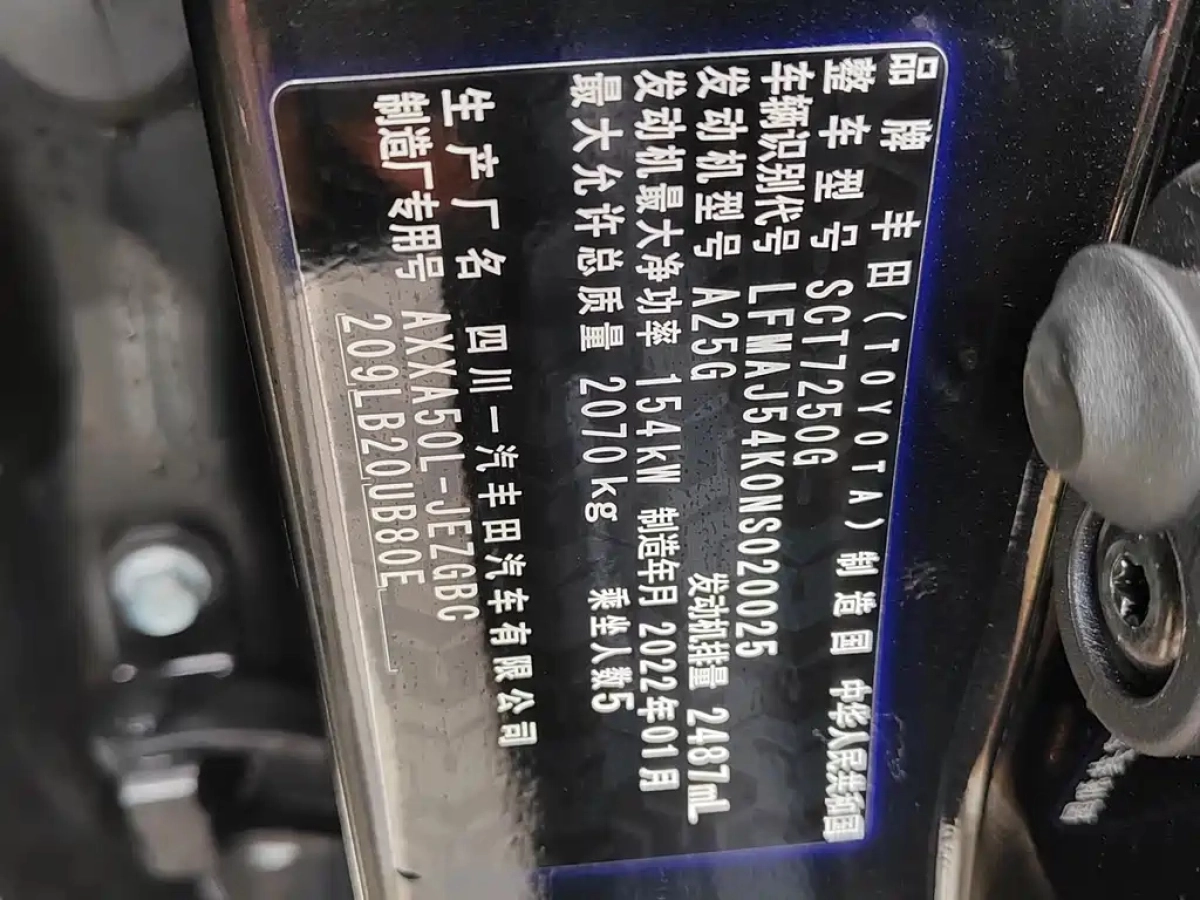 品牌 丰田(TOYOTA) 制造国 中华人民共和国
整车型号 SCT7250G
车辆识别代号 LFMAJ54K0NS020025
发动机型号 A25G 发动机排量 2487mL
发动机最大净功率 154kW 制造年月 2022年01月
最大允许总质量 2070kg 乘坐人数5
生产厂名 四川一汽丰田汽车有限公司
制造厂专用号 AXXA50L-JEZGBC
209LB20UB80E